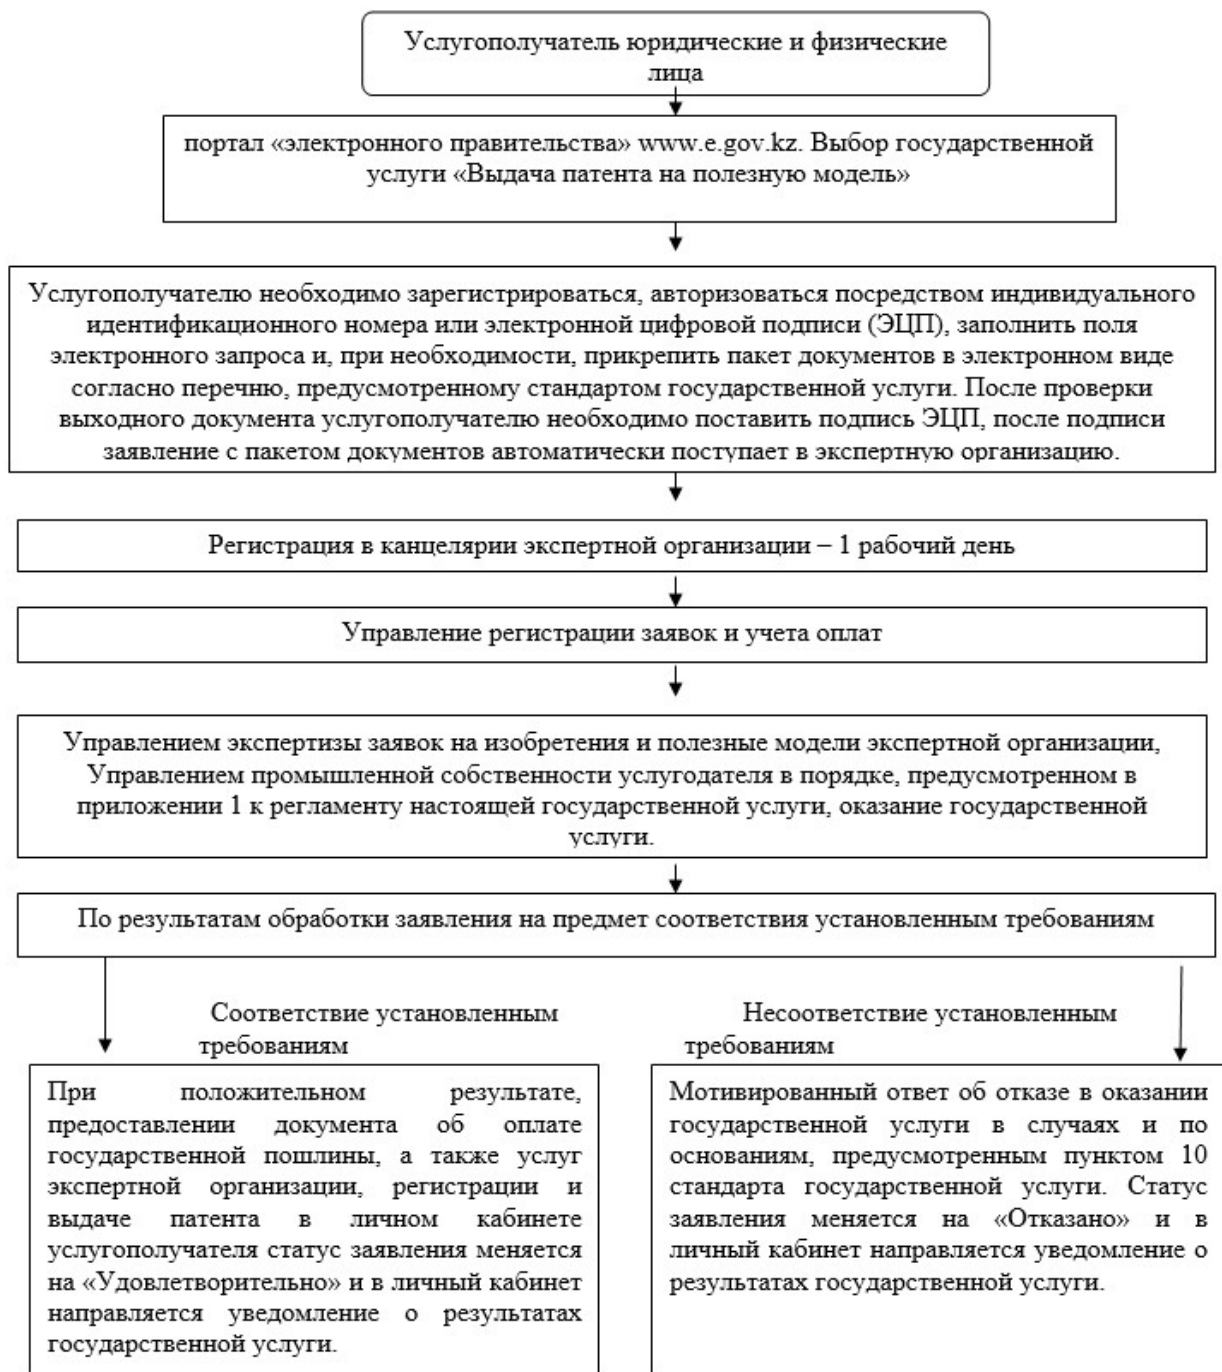 Услугополучатель юридические и физические
лица
портал «электронного правительства» www.e.gov.kz. Выбор государственной
услуги «Выдача патента на полезную модель»
Услугополучателю необходимо зарегистрироваться, авторизоваться посредством индивидуального
идентификационного номера или электронной цифровой подписи (ЭЦП), заполнить поля
электронного запроса и, при необходимости, прикрепить пакет документов в электронном виде
согласно перечню, предусмотренному стандартом государственной услуги. После проверки
выходного документа услугополучателю необходимо поставить подпись ЭЦП, после подписи
заявление с пакетом документов автоматически поступает в экспертную организацию.
Регистрация в канцелярии экспертной организации – 1 рабочий день
Управление регистрации заявок и учета оплат
Управлением экспертизы заявок на изобретения и полезные модели экспертной организации,
Управлением промышленной собственности услугодателя в порядке, предусмотренном в
приложении 1 к регламенту настоящей государственной услуги, оказание государственной
услуги.
По результатам обработки заявления на предмет соответствия установленным требованиям
Соответствие установленным
требованиям
При положительном результате,
предоставлении документа об оплате
государственной пошлины, а также услуг
экспертной организации, регистрации и
выдаче патента в личном кабинете
услугополучателя статус заявления меняется
на «Удовлетворительно» и в личный кабинет
направляется уведомление о результатах
государственной услуги.
Несоответствие установленным
требованиям
Мотивированный ответ об отказе в оказании
государственной услуги в случаях и по
основаниям, предусмотренным пунктом 10
стандарта государственной услуги. Статус
заявления меняется на «Отказано» и в
личный кабинет направляется уведомление о
результатах государственной услуги.